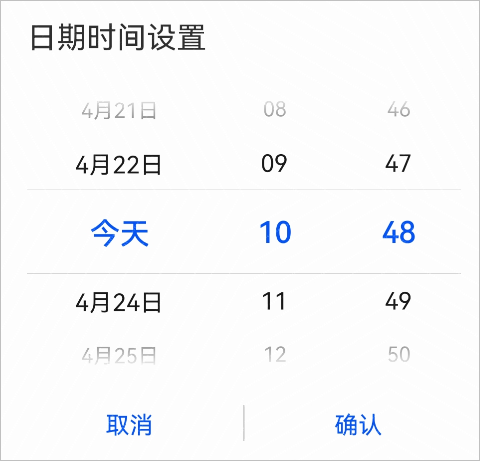 日期时间设置
4月21日 08 46
4月22日 09 47
今天 10 48
4月24日 11 49
4月25日 12 50
取消 确认